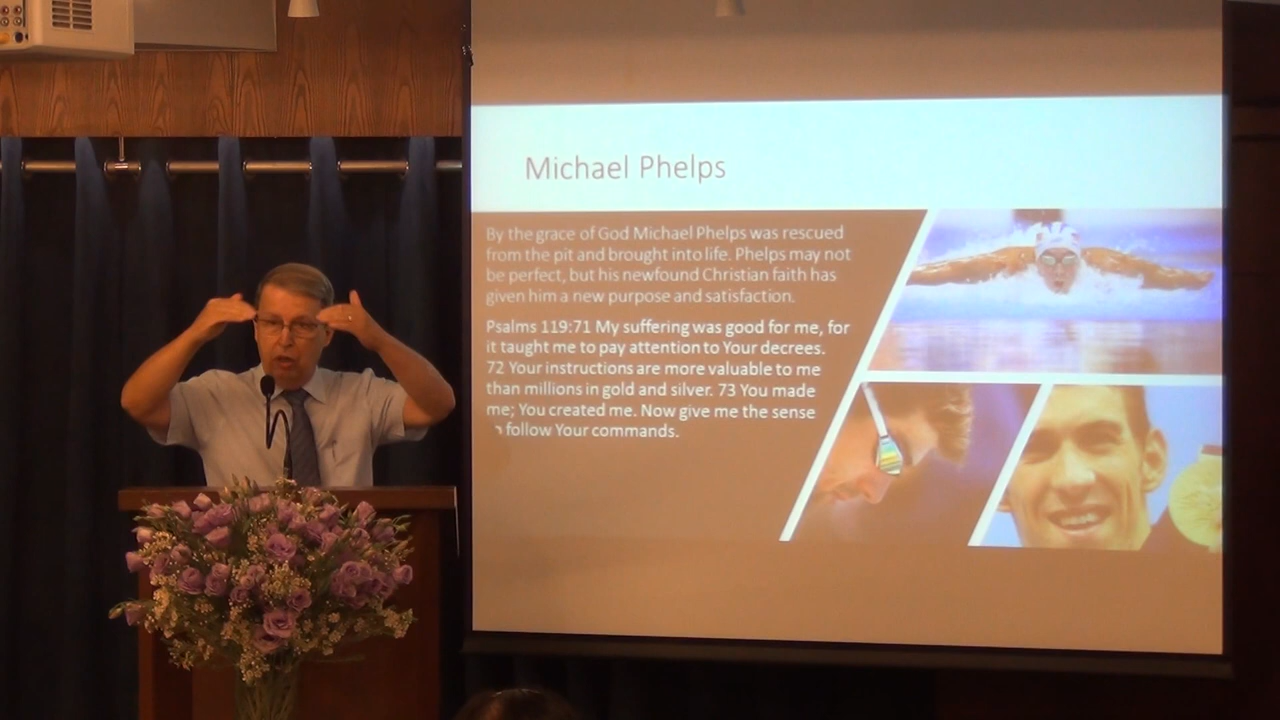 Michael Phelps
By the grace of God Michael Phelps was rescued
from the pit and brought into life. Phelps may not
be perfect, but his newfound Christian faith has
given him a new purpose and satisfaction.
Psalms 119:71 My suffering was good for me, for
it taught me to pay attention to Your decrees.
72 Your instructions are more valuable to me
than millions in gold and silver. 73 You made
me; You created me. Now give me the sense
follow Your commands.